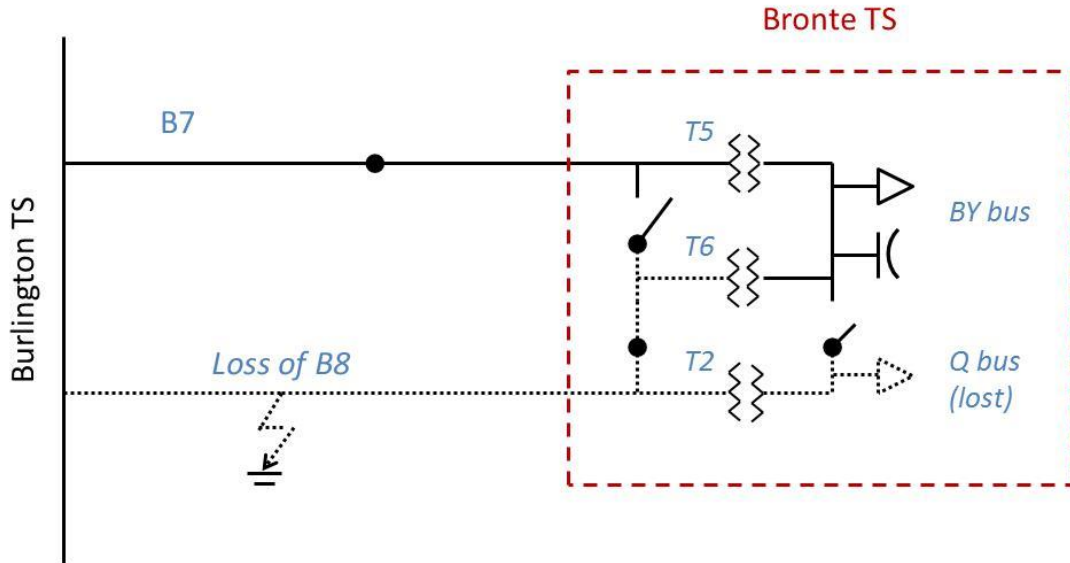 Bronte TS
B7
T5
BY bus
T6
Burlington TS
Loss of B8
T2
Q bus
(lost)